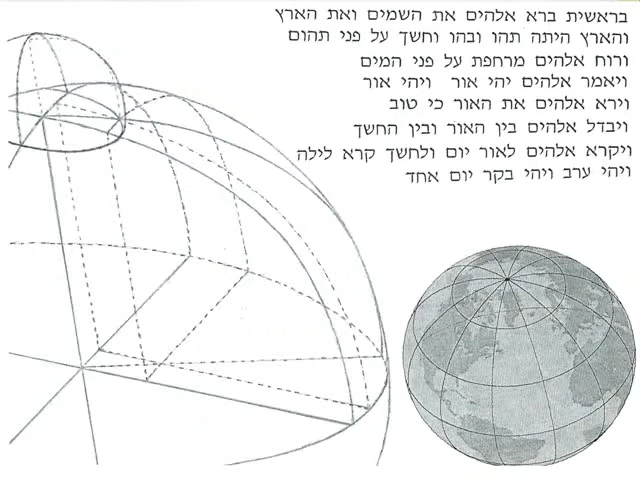 בראשית ברא אלהים את השמים ואת הארץ
והארץ היתה תהו ובהו וחשך על פני תהום
ורוח אלהים מרחפת על פני המים
ויאמר אלהים יהי אור ויהי אור
וירא אלהים את האור כי טוב
ויבדל אלהים בין האור ובין החשך
ויקרא אלהים לאור יום ולחשך קרא לילה
ויהי ערב ויהי בקר יום אחד